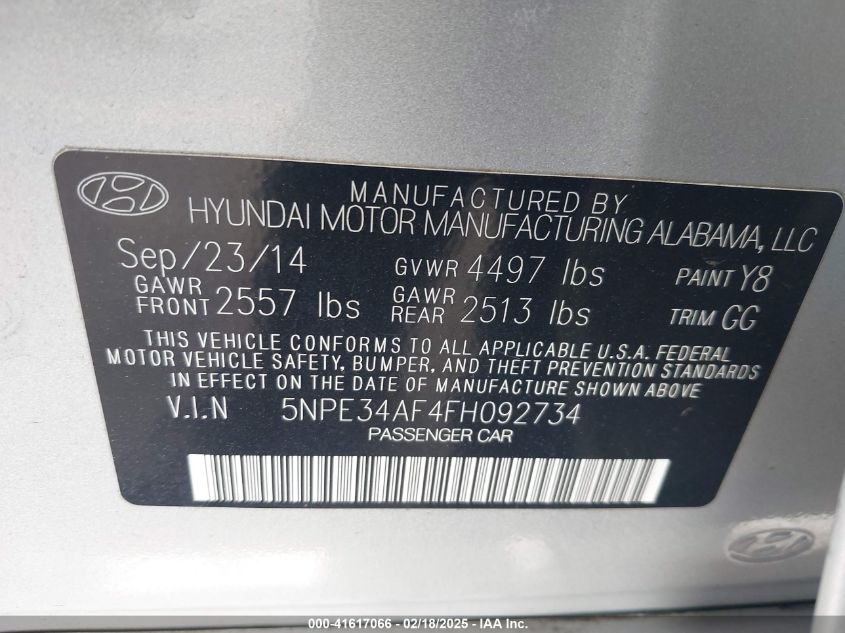 MANUFACTURED BY
HYUNDAI MOTOR MANUFACTURING ALABAMA, LLC
Sep/23/14 GVWR 4497 lbs PAINT Y8
GAWR FRONT 2557 lbs GAWR REAR 2513 lbs TRIM GG
THIS VEHICLE CONFORMS TO ALL APPLICABLE U.S.A. FEDERAL
MOTOR VEHICLE SAFETY, BUMPER, AND THEFT PREVENTION STANDARDS
IN EFFECT ON THE DATE OF MANUFACTURE SHOWN ABOVE
V.I.N 5NPE34AF4FH092734
PASSENGER CAR
000-41617066 - 02/18/2025 - IAA Inc.